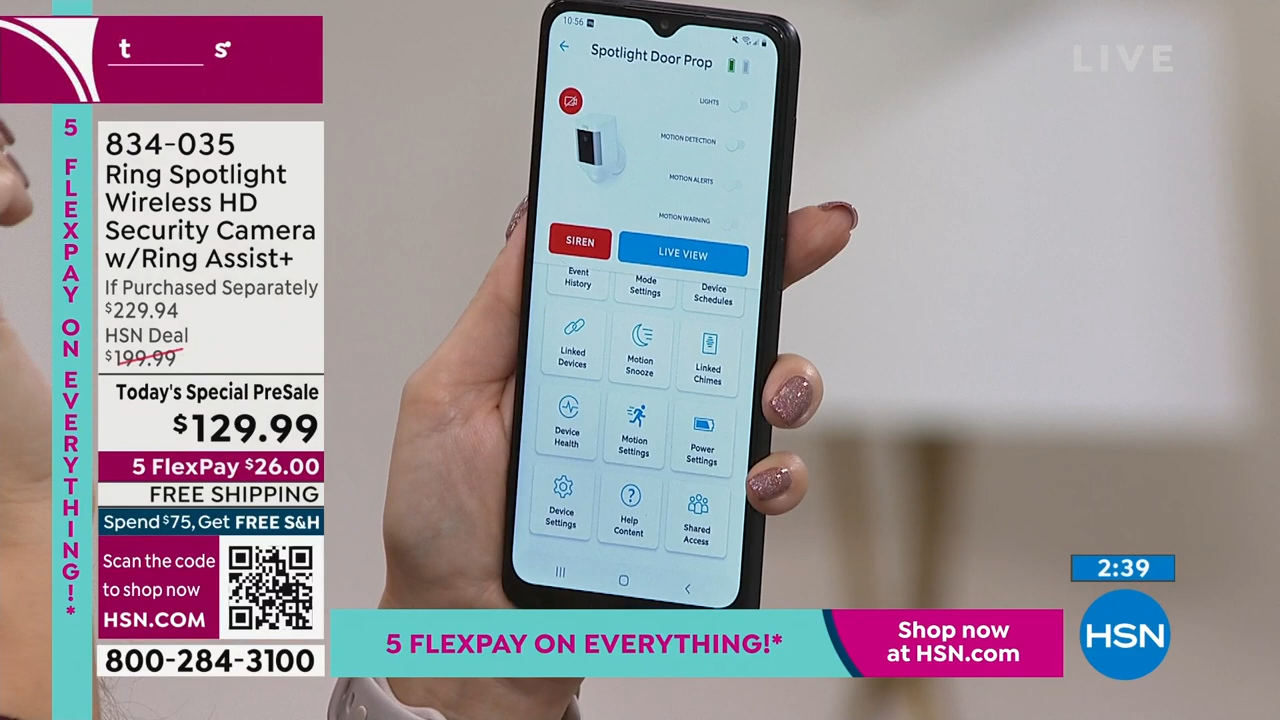 t s
5 FLEXPAY ON EVERYTHING!*
834-035
Ring Spotlight
Wireless HD
Security Camera
w/Ring Assist+
If Purchased Separately
$229.94
HSN Deal
$199.99
Today's Special PreSale
$129.99
5 FlexPay $26.00
FREE SHIPPING
Spend $75, Get FREE S&H
Scan the code
to shop now
HSN.COM
800-284-3100
10:56
Spotlight Door Prop
LIGHTS
MOTION DETECTION
MOTION ALERTS
MOTION WARNING
SIREN
LIVE VIEW
Event
History
Mode
Settings
Device
Schedules
Linked
Devices
Motion
Snooze
Linked
Chimes
Device
Health
Motion
Settings
Power
Settings
Device
Settings
Help
Content
Shared
Access
LIVE
2:39
5 FLEXPAY ON EVERYTHING!*
Shop now
at HSN.com
HSN